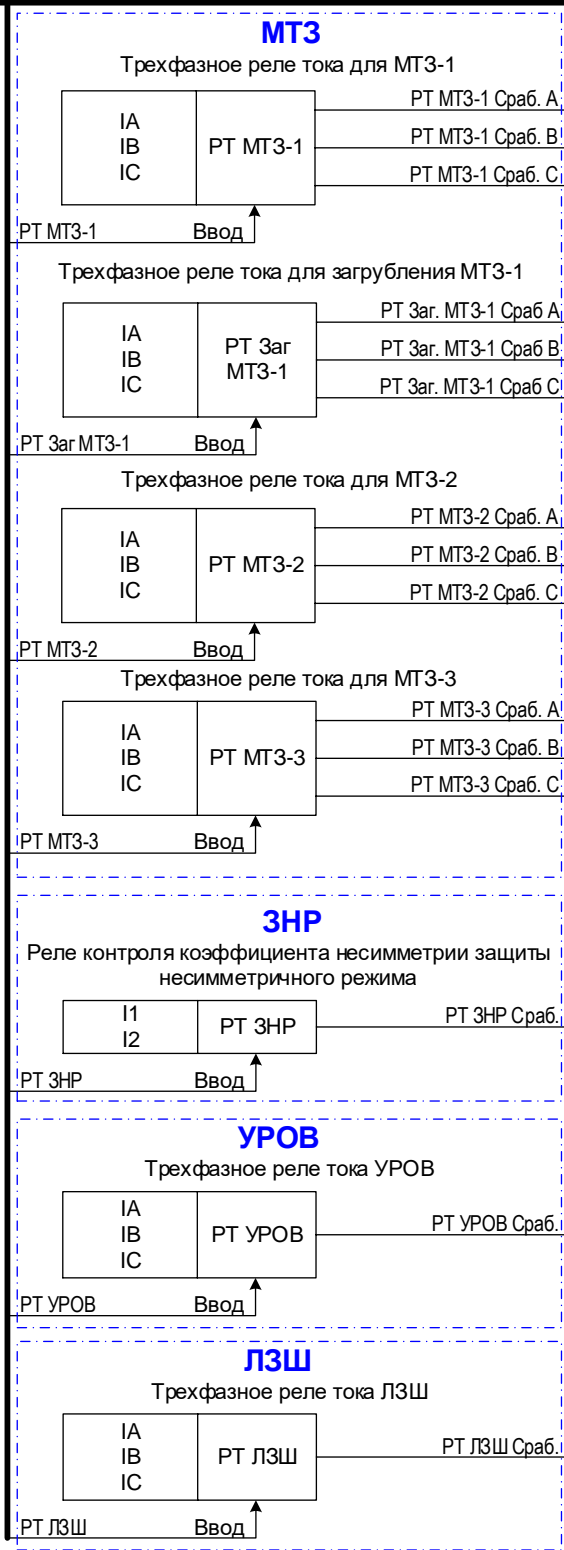 МТЗ
Трехфазное реле тока для МТЗ-1
IA
IB
IC
РТ МТЗ-1
РТ МТЗ-1 Сраб. А
РТ МТЗ-1 Сраб. В
РТ МТЗ-1 Сраб. С
РТ МТЗ-1
Ввод
Трехфазное реле тока для загрубления МТЗ-1
IA
IB
IC
РТ Заг
МТЗ-1
РТ Заг. МТЗ-1 Сраб А
РТ Заг. МТЗ-1 Сраб В
РТ Заг. МТЗ-1 Сраб С
РТ Заг МТЗ-1
Ввод
Трехфазное реле тока для МТЗ-2
IA
IB
IC
РТ МТЗ-2
РТ МТЗ-2 Сраб. А
РТ МТЗ-2 Сраб. В
РТ МТЗ-2 Сраб. С
РТ МТЗ-2
Ввод
Трехфазное реле тока для МТЗ-3
IA
IB
IC
РТ МТЗ-3
РТ МТЗ-3 Сраб. А
РТ МТЗ-3 Сраб. В
РТ МТЗ-3 Сраб. С
РТ МТЗ-3
Ввод
ЗНР
Реле контроля коэффициента несимметрии защиты
несимметричного режима
I1
I2
РТ ЗНР
РТ ЗНР Сраб.
РТ ЗНР
Ввод
УРОВ
Трехфазное реле тока УРОВ
IA
IB
IC
РТ УРОВ
РТ УРОВ Сраб.
РТ УРОВ
Ввод
ЛЗШ
Трехфазное реле тока ЛЗШ
IA
IB
IC
РТ ЛЗШ
РТ ЛЗШ Сраб.
РТ ЛЗШ
Ввод